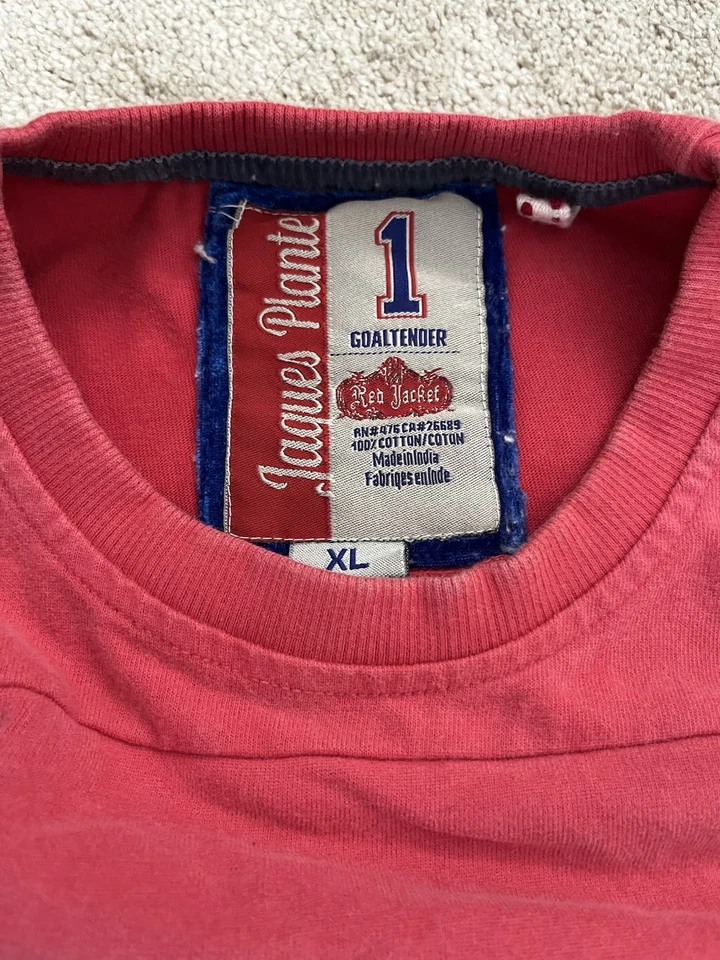 Jaques Plante
1
GOALTENDER
Red Jacket
RN#476 CA#26689
100% COTTON/COTON
Made in India
Fabriqes en Inde
XL